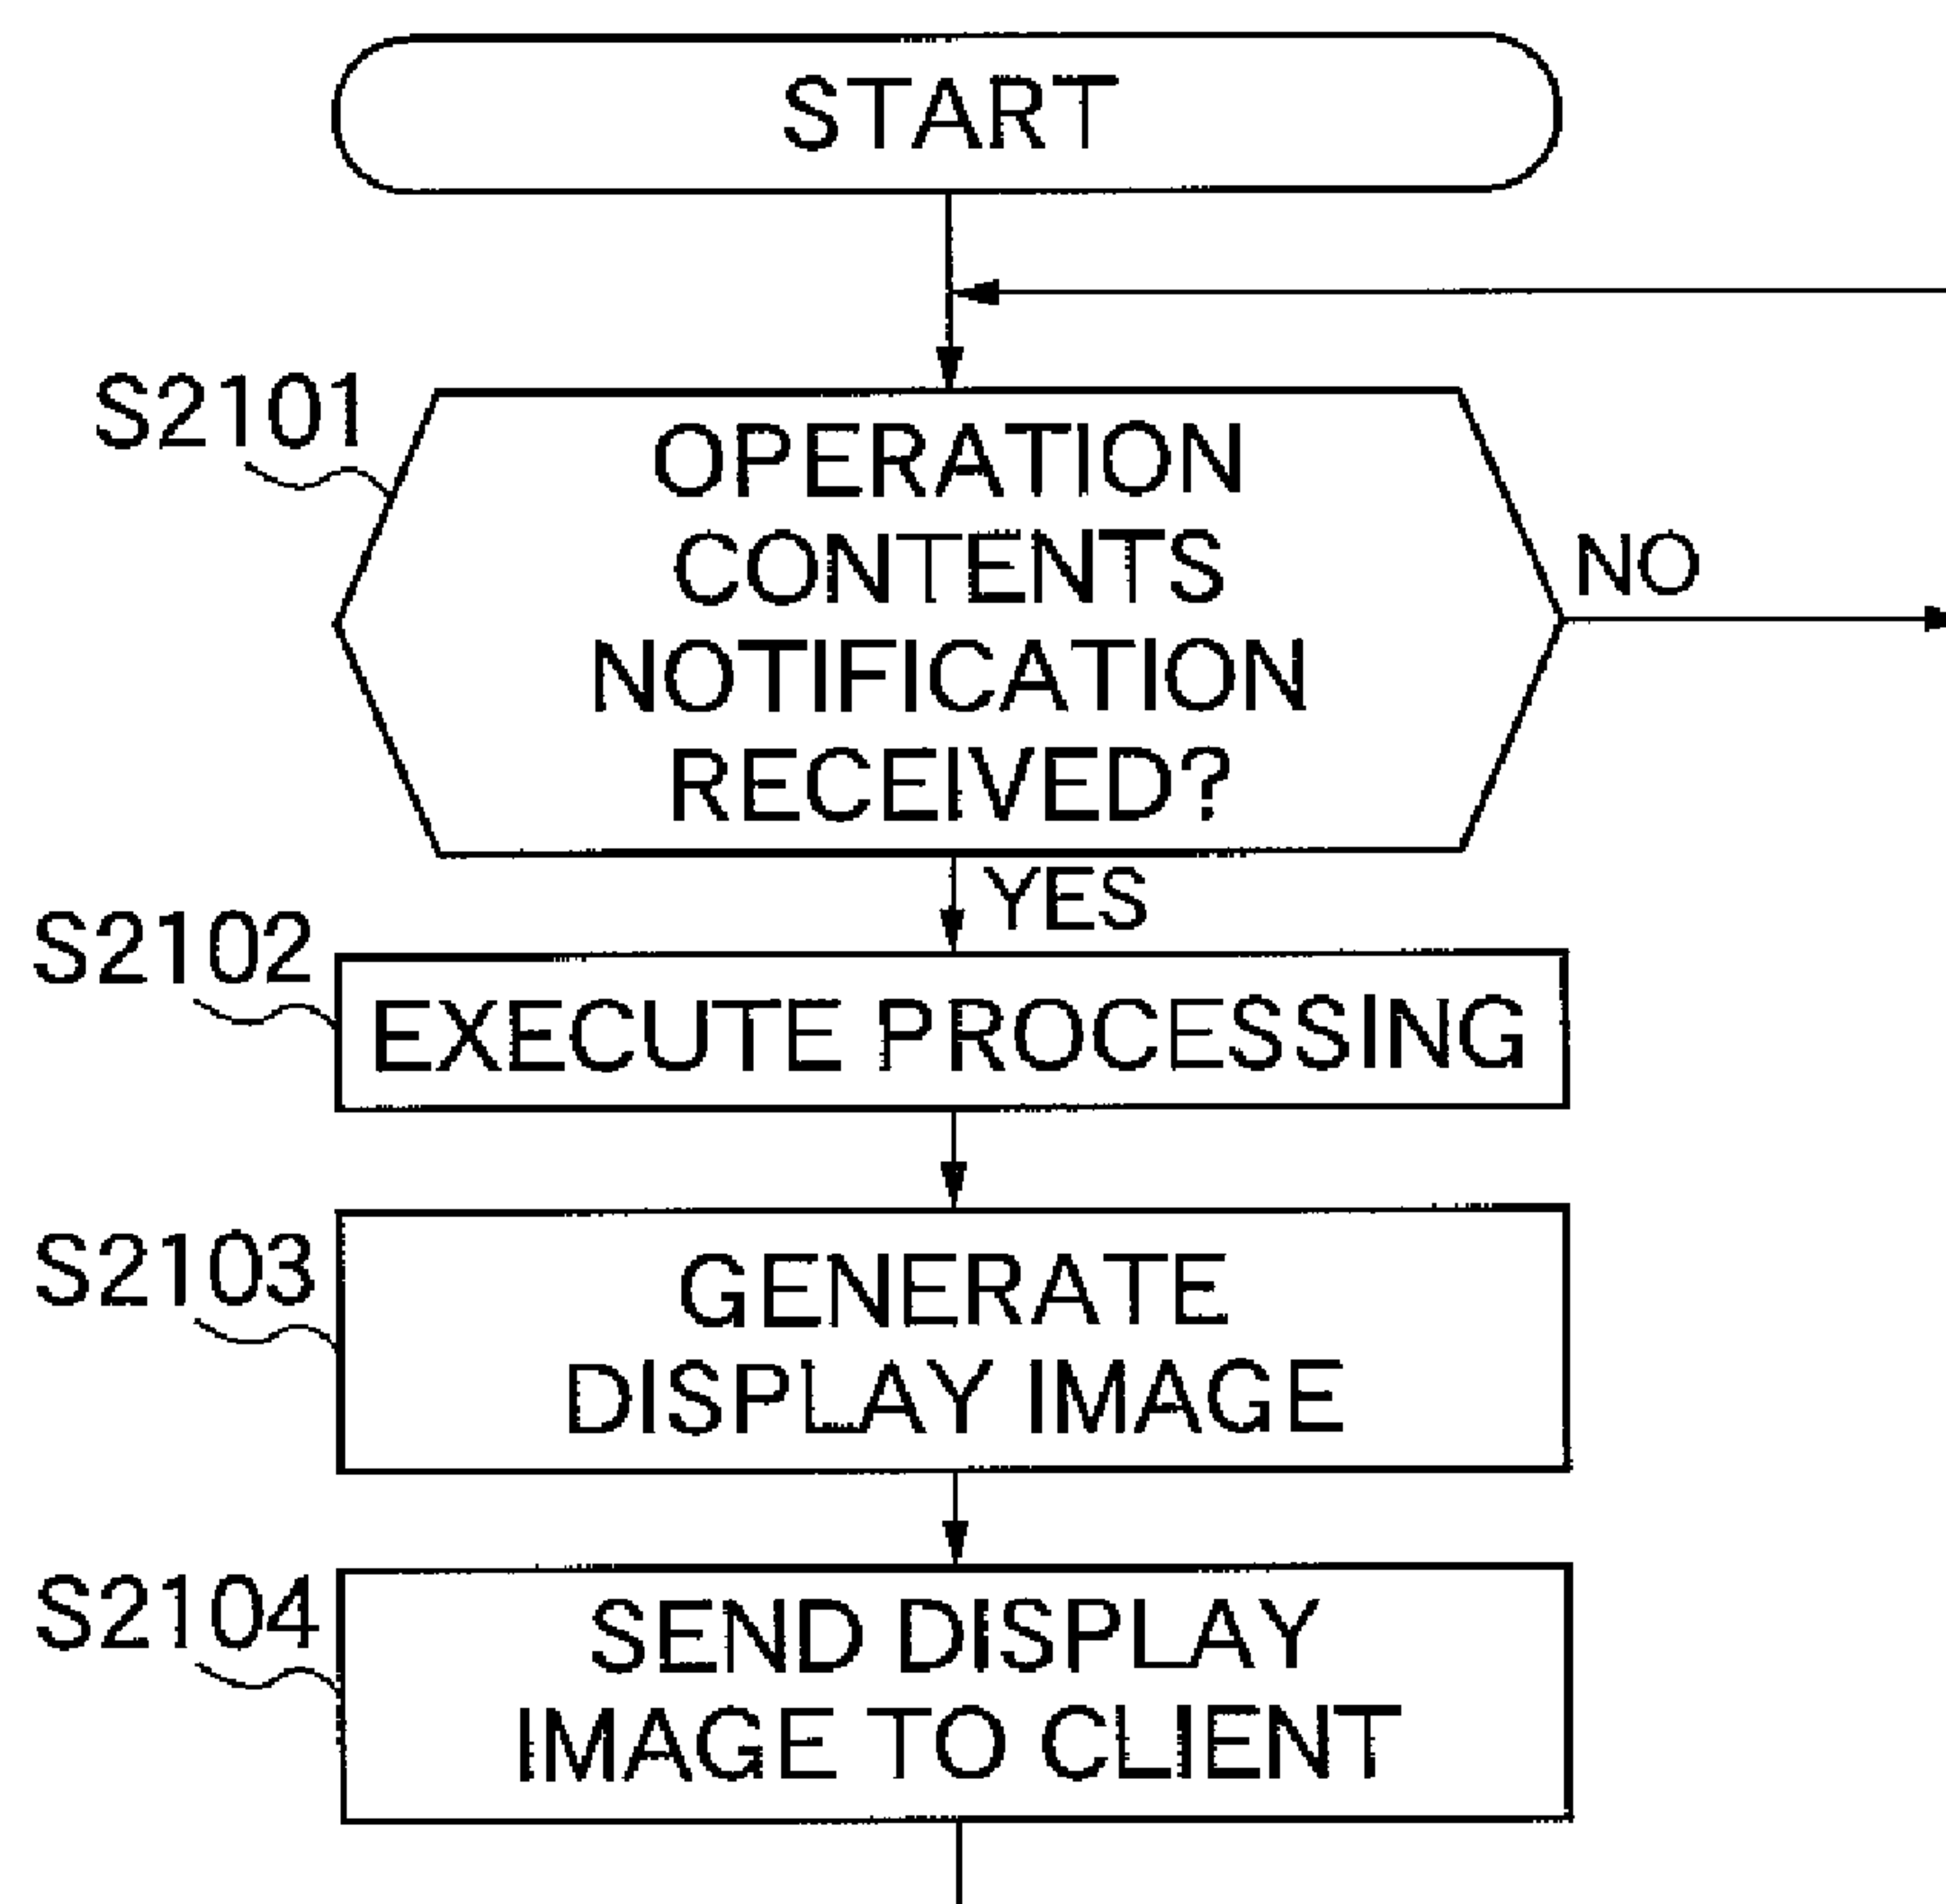 START
S2101
OPERATION
CONTENTS
NOTIFICATION
RECEIVED?
NO
YES
S2102
EXECUTE PROCESSING
S2103
GENERATE
DISPLAY IMAGE
S2104
SEND DISPLAY
IMAGE TO CLIENT